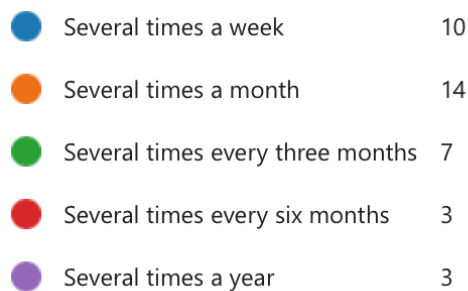 Several times a week 10
Several times a month 14
Several times every three months 7
Several times every six months 3
Several times a year 3